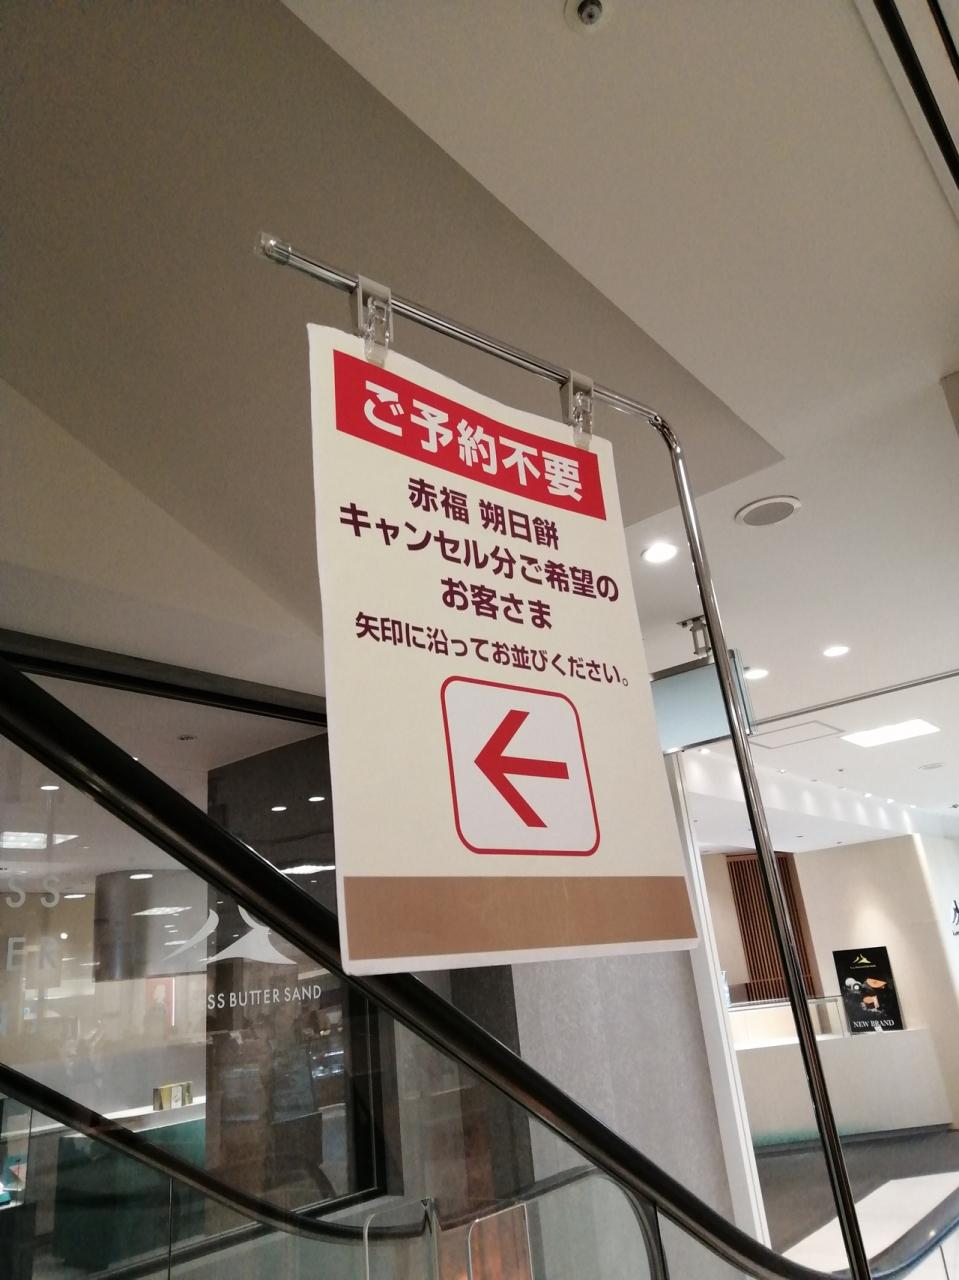 ご予約不要
赤福 朔日餅
キャンセル分ご希望の
お客さま
矢印に沿ってお並びください。
SS
ER
SS BUTTER SAND
NEW BRAND